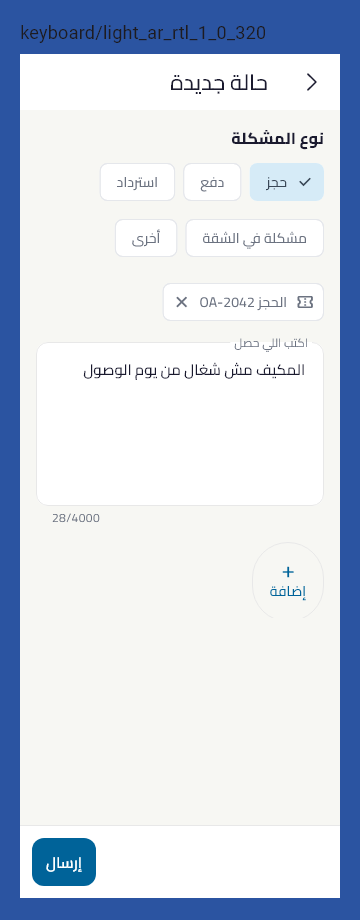 keyboard/light_ar_rtl_1_0_320
حالة جديدة
نوع المشكلة
حجز
دفع
استرداد
مشكلة في الشقة
أخرى
الحجز OA-2042
اكتب اللي حصل
المكيف مش شغال من يوم الوصول
28/4000
إضافة
إرسال